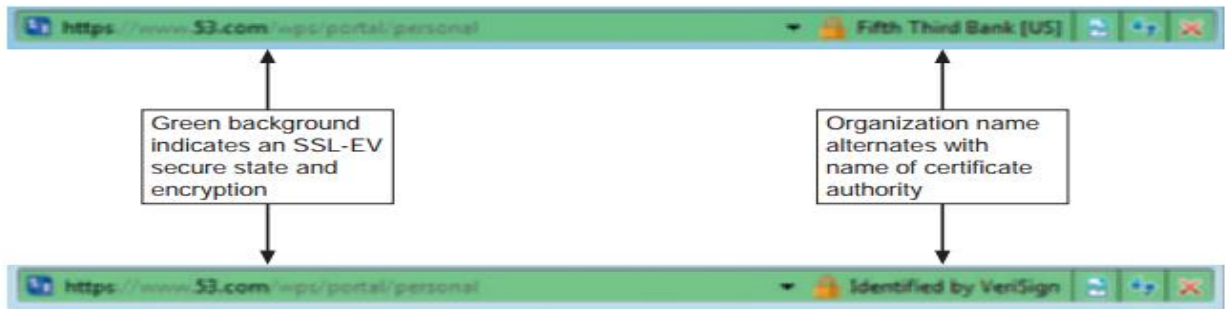 https://www.53.com/wps/portal/personal Fifth Third Bank [US]
Green background
indicates an SSL-EV
secure state and
encryption
Organization name
alternates with
name of certificate
authority
https://www.53.com/wps/portal/personal Identified by VeriSign